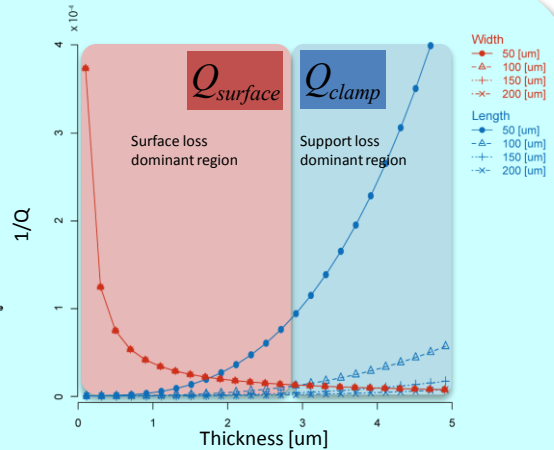 x 10⁻⁴
4
3
2
1
0
1/Q
Q surface
Q clamp
Surface loss
dominant region
Support loss
dominant region
0 1 2 3 4 5
Thickness [um]
Width
50 [um]
100 [um]
150 [um]
200 [um]
Length
50 [um]
100 [um]
150 [um]
200 [um]